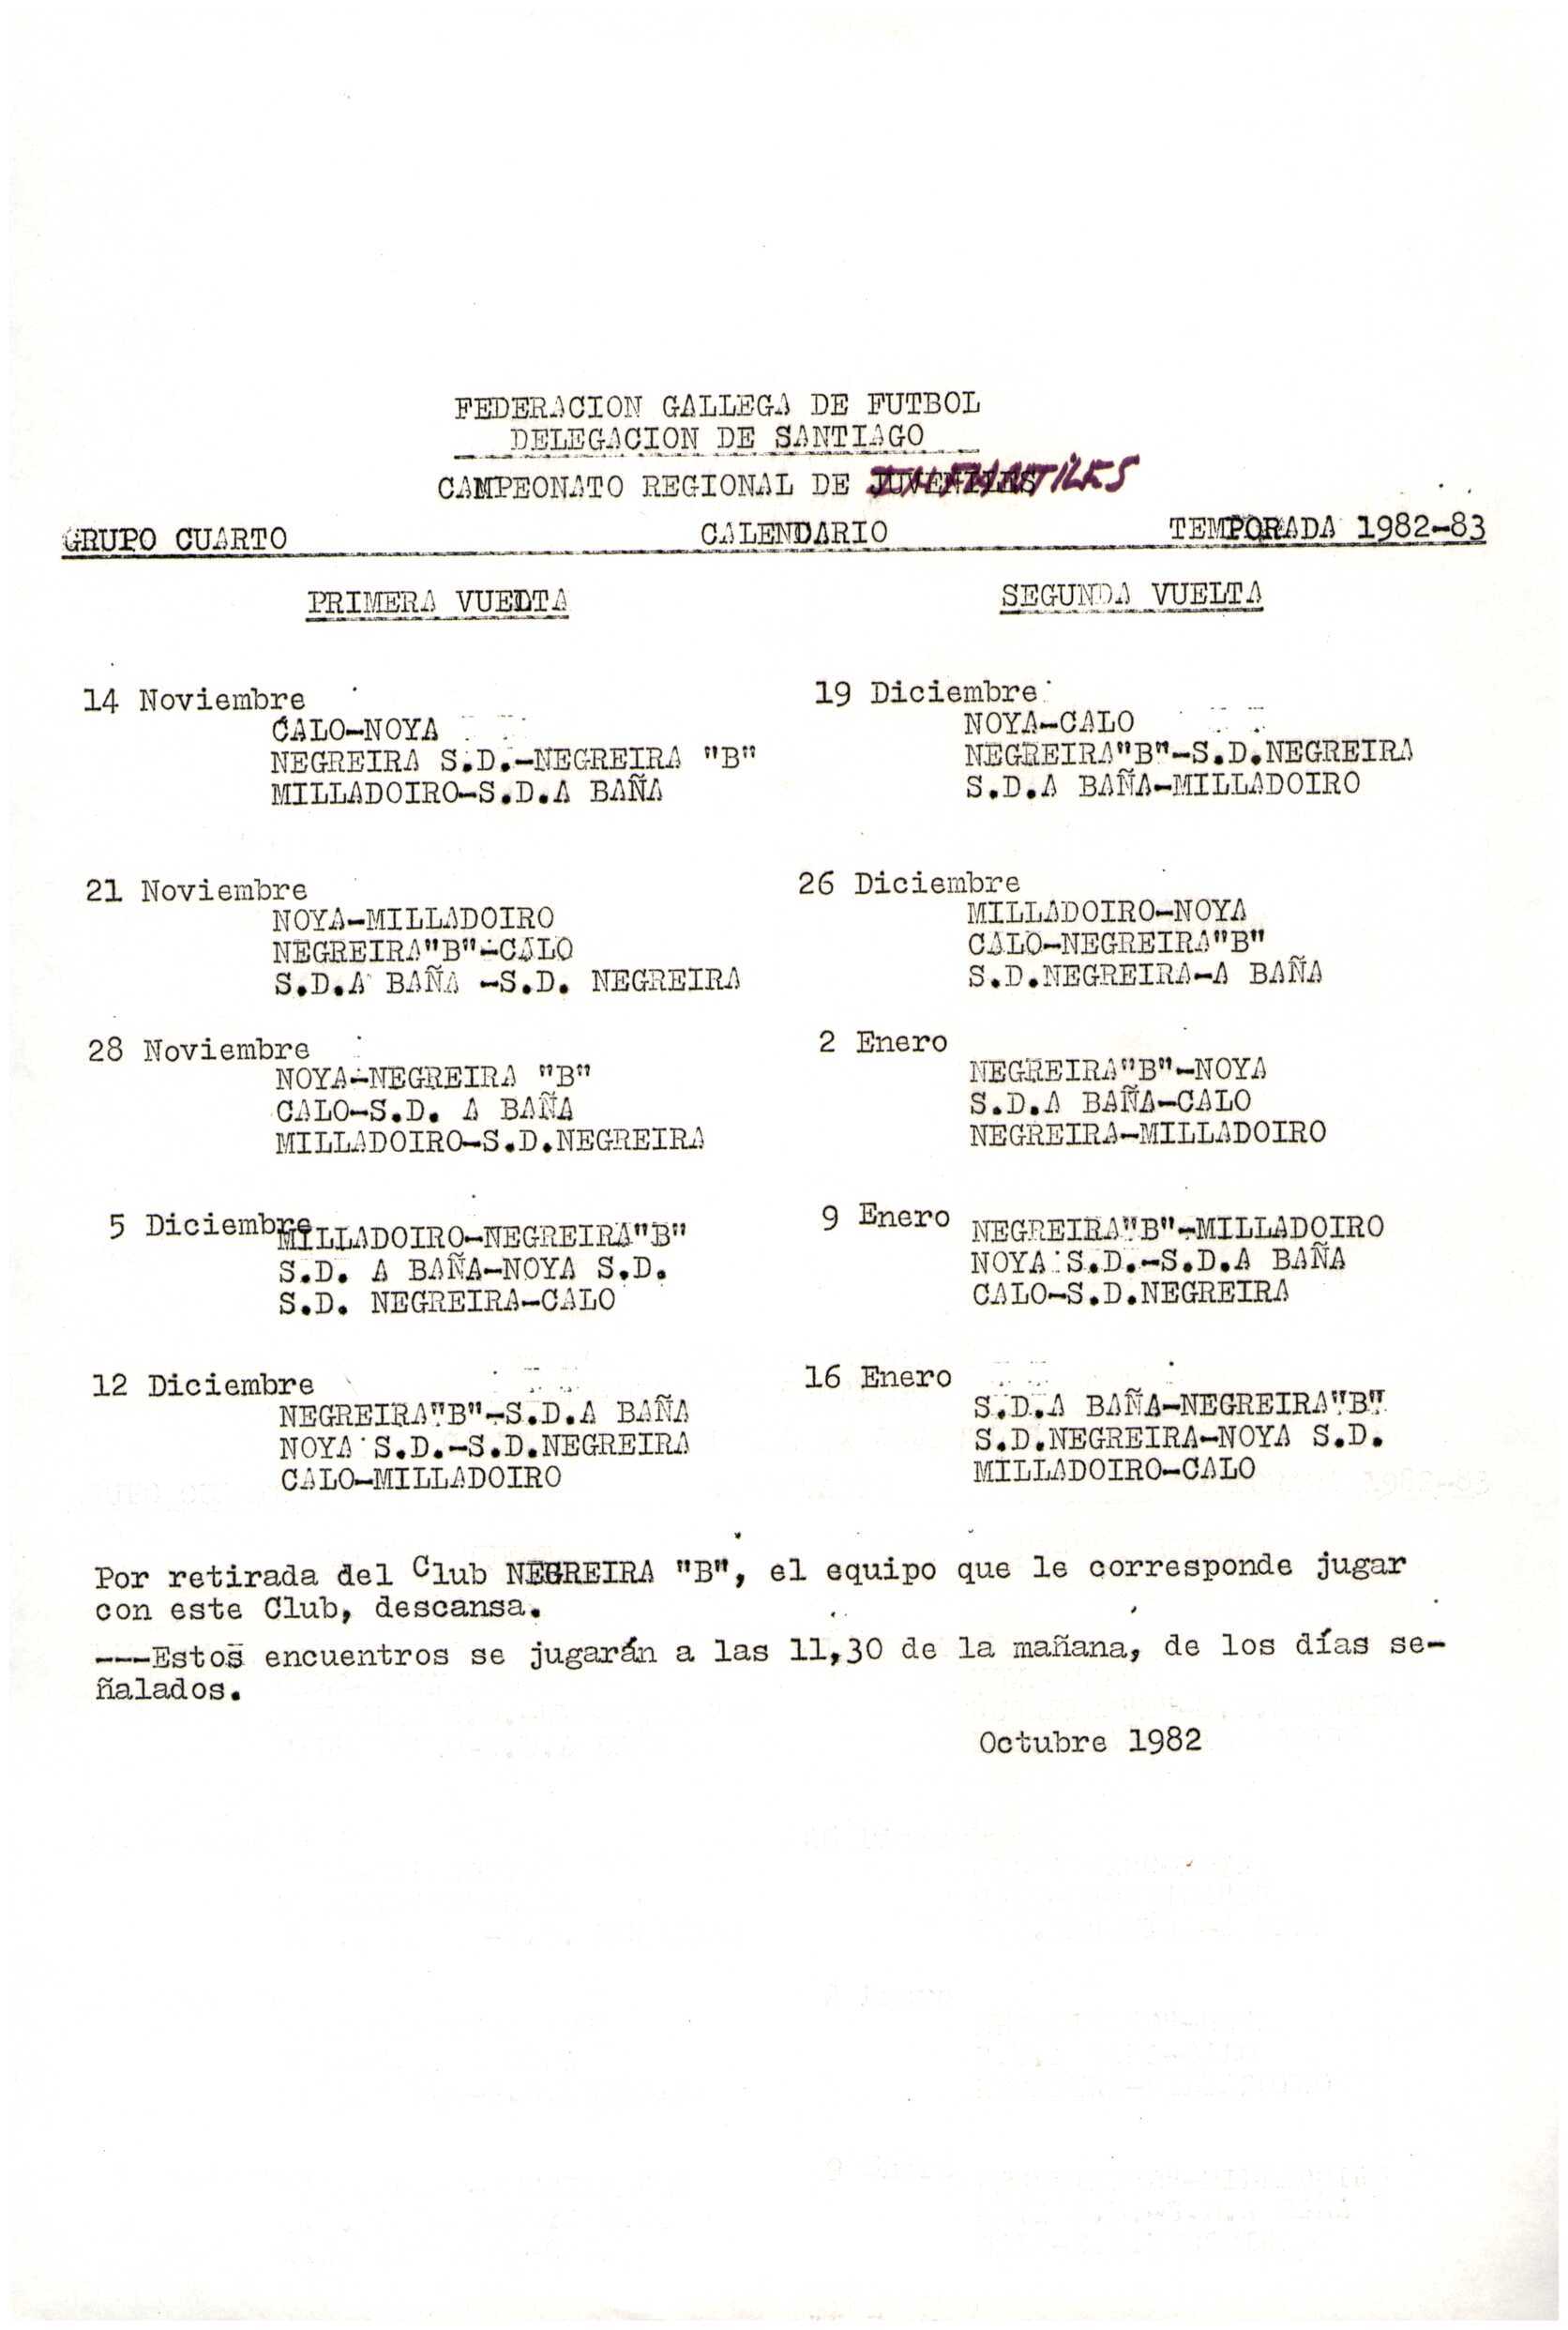 FEDERACION GALLEGA DE FUTBOL
DELEGACION DE SANTIAGO
CAMPEONATO REGIONAL DE JUVENILES INFANTILES
GRUPO CUARTO CALENDARIO TEMPORADA 1982-83
PRIMERA VUELTA
14 Noviembre
CALO-NOYA
NEGREIRA S.D.-NEGREIRA "B"
MILLADOIRO-S.D.A BAÑA
21 Noviembre
NOYA-MILLADOIRO
NEGREIRA"B"-CALO
S.D.A BAÑA -S.D. NEGREIRA
28 Noviembre
NOYA-NEGREIRA "B"
CALO-S.D. A BAÑA
MILLADOIRO-S.D.NEGREIRA
5 Diciembre
MILLADOIRO-NEGREIRA"B"
S.D. A BAÑA-NOYA S.D.
S.D. NEGREIRA-CALO
12 Diciembre
NEGREIRA"B"-S.D.A BAÑA
NOYA S.D.-S.D.NEGREIRA
CALO-MILLADOIRO
SEGUNDA VUELTA
19 Diciembre
NOYA-CALO
NEGREIRA"B"-S.D.NEGREIRA
S.D.A BAÑA-MILLADOIRO
26 Diciembre
MILLADOIRO-NOYA
CALO-NEGREIRA"B"
S.D.NEGREIRA-A BAÑA
2 Enero
NEGREIRA"B"-NOYA
S.D.A BAÑA-CALO
NEGREIRA-MILLADOIRO
9 Enero
NEGREIRA"B"-MILLADOIRO
NOYA S.D.-S.D.A BAÑA
CALO-S.D.NEGREIRA
16 Enero
S.D.A BAÑA-NEGREIRA"B"
S.D.NEGREIRA-NOYA S.D.
MILLADOIRO-CALO
Por retirada del Club NEGREIRA "B", el equipo que le corresponde jugar
con este Club, descansa.
---Estos encuentros se jugarán a las 11,30 de la mañana, de los días se-
ñalados.
Octubre 1982